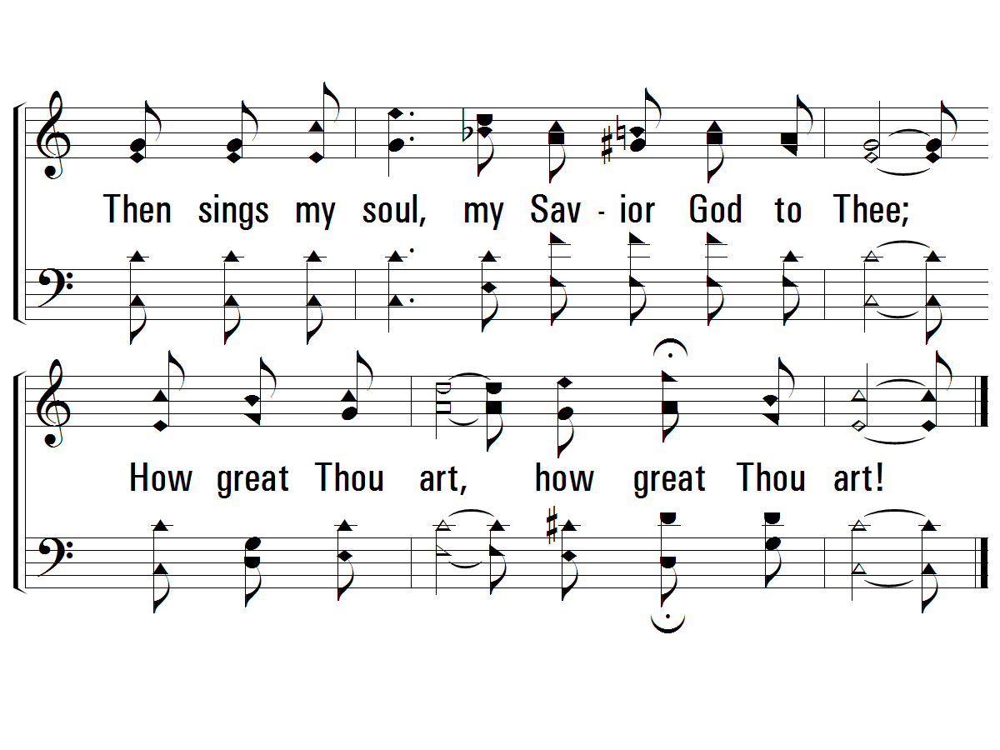 Then sings my soul, my Sav - ior God to Thee;
How great Thou art, how great Thou art!